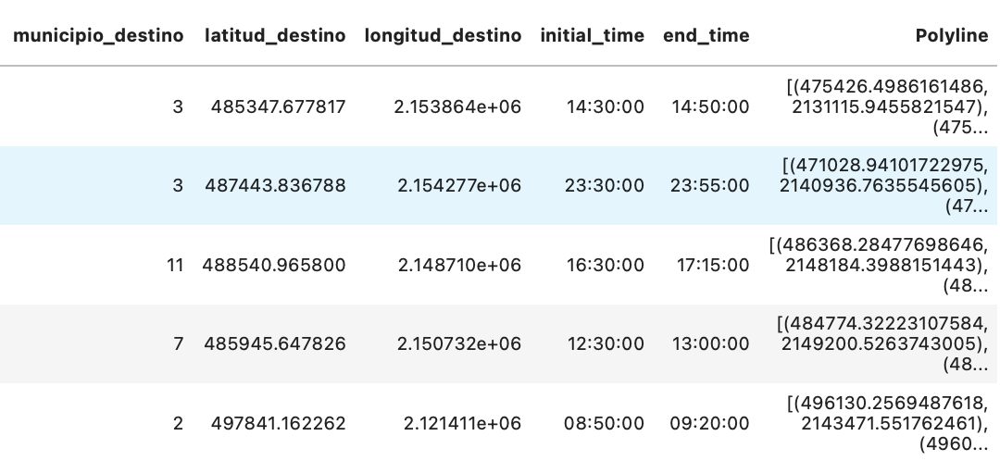 municipio_destino latitud_destino longitud_destino initial_time end_time Polyline
3 485347.677817 2.153864e+06 14:30:00 14:50:00 [(475426.4986161486,
2131115.9455821547),
(475...
3 487443.836788 2.154277e+06 23:30:00 23:55:00 [(471028.94101722975,
2140936.7635545605),
(47...
11 488540.965800 2.148710e+06 16:30:00 17:15:00 [(486368.28477698646,
2148184.3988151443),
(48...
7 485945.647826 2.150732e+06 12:30:00 13:00:00 [(484774.32223107584,
2149200.5263743005),
(48...
2 497841.162262 2.121411e+06 08:50:00 09:20:00 [(496130.2569487618,
2143471.551762461),
(4960...